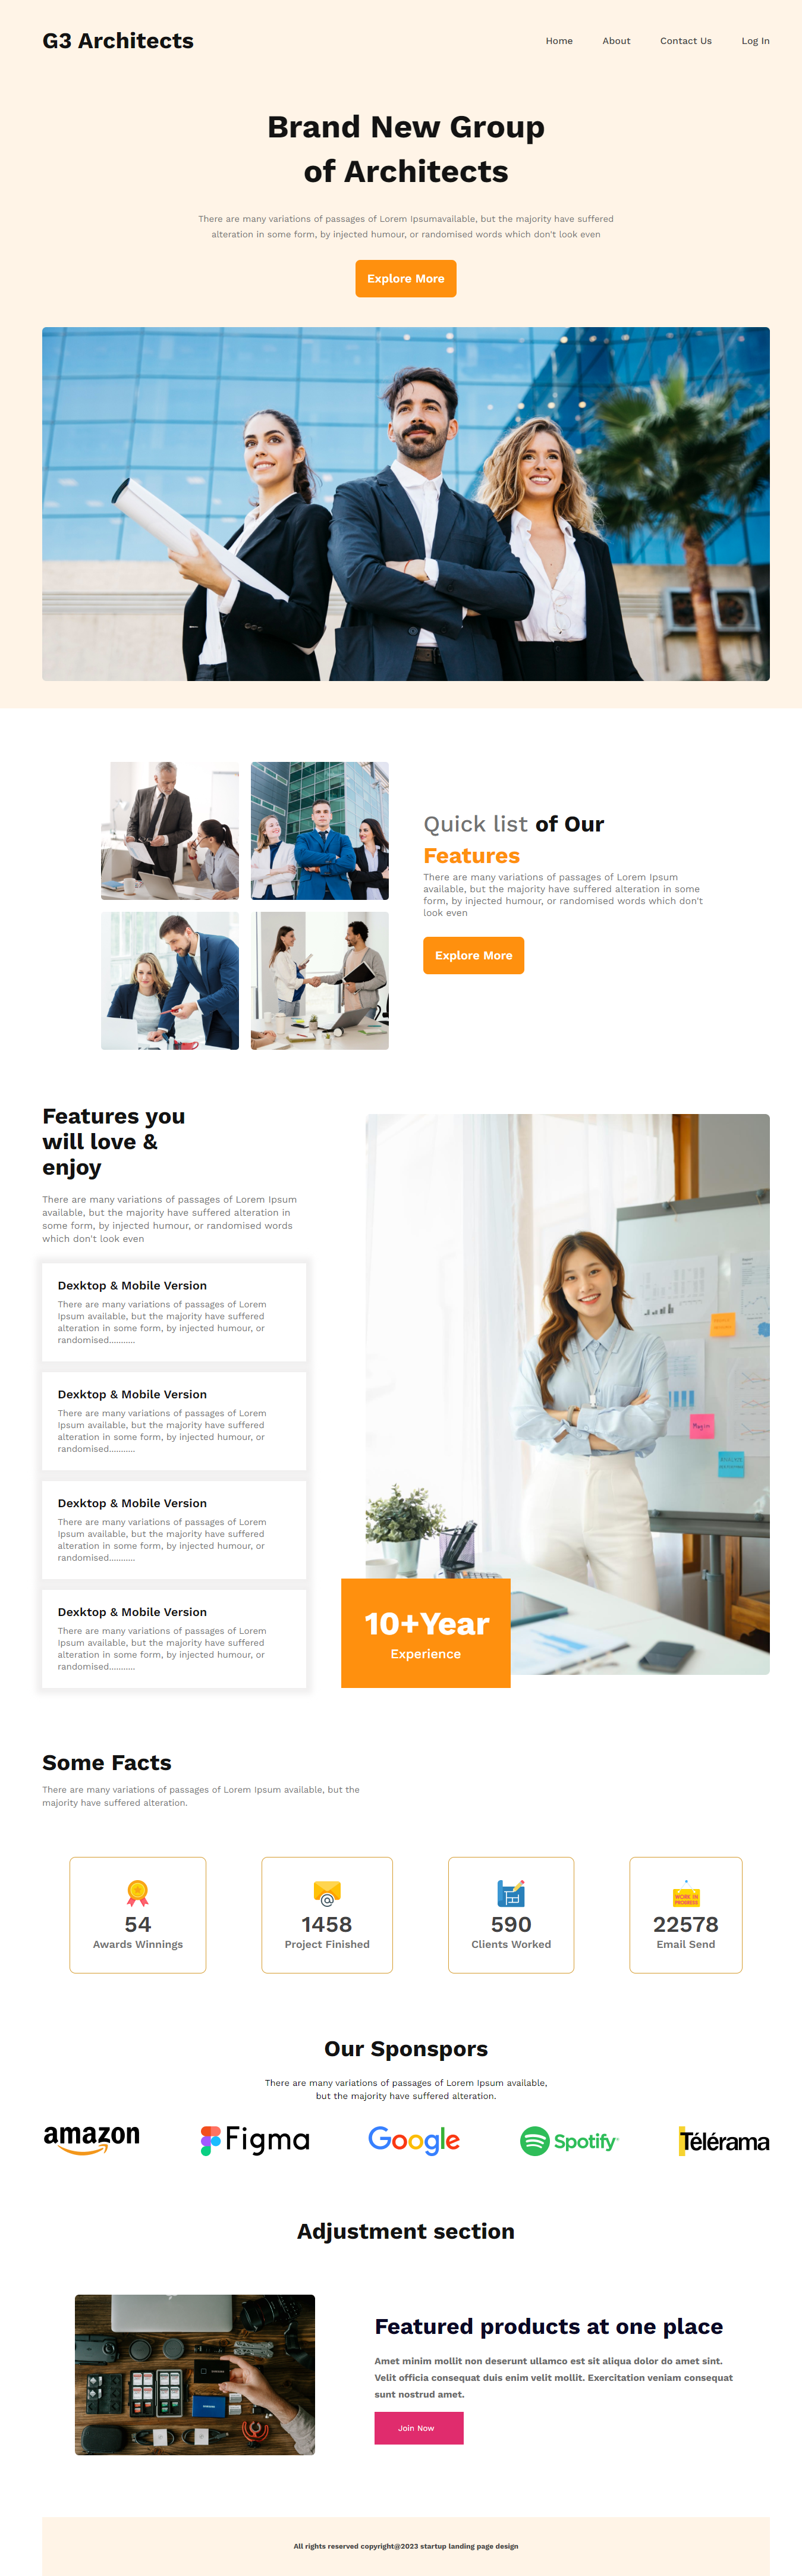 G3 Architects
Home About Contact Us Log In
Brand New Group
of Architects
There are many variations of passages of Lorem Ipsumavailable, but the majority have suffered
alteration in some form, by injected humour, or randomised words which don't look even
Explore More
Quick list of Our
Features
There are many variations of passages of Lorem Ipsum
available, but the majority have suffered alteration in some
form, by injected humour, or randomised words which don't
look even
Explore More
Features you
will love &
enjoy
There are many variations of passages of Lorem Ipsum
available, but the majority have suffered alteration in
some form, by injected humour, or randomised words
which don't look even
Dexktop & Mobile Version
There are many variations of passages of Lorem
Ipsum available, but the majority have suffered
alteration in some form, by injected humour, or
randomised...........
Dexktop & Mobile Version
There are many variations of passages of Lorem
Ipsum available, but the majority have suffered
alteration in some form, by injected humour, or
randomised...........
Dexktop & Mobile Version
There are many variations of passages of Lorem
Ipsum available, but the majority have suffered
alteration in some form, by injected humour, or
randomised...........
Dexktop & Mobile Version
There are many variations of passages of Lorem
Ipsum available, but the majority have suffered
alteration in some form, by injected humour, or
randomised...........
10+Year
Experience
Some Facts
There are many variations of passages of Lorem Ipsum available, but the
majority have suffered alteration.
54
Awards Winnings
1458
Project Finished
590
Clients Worked
WORK IN
PROGRESS
22578
Email Send
Our Sponspors
There are many variations of passages of Lorem Ipsum available,
but the majority have suffered alteration.
amazon Figma Google Spotify Télérama
Adjustment section
Featured products at one place
Amet minim mollit non deserunt ullamco est sit aliqua dolor do amet sint.
Velit officia consequat duis enim velit mollit. Exercitation veniam consequat
sunt nostrud amet.
Join Now
All rights reserved copyright@2023 startup landing page design